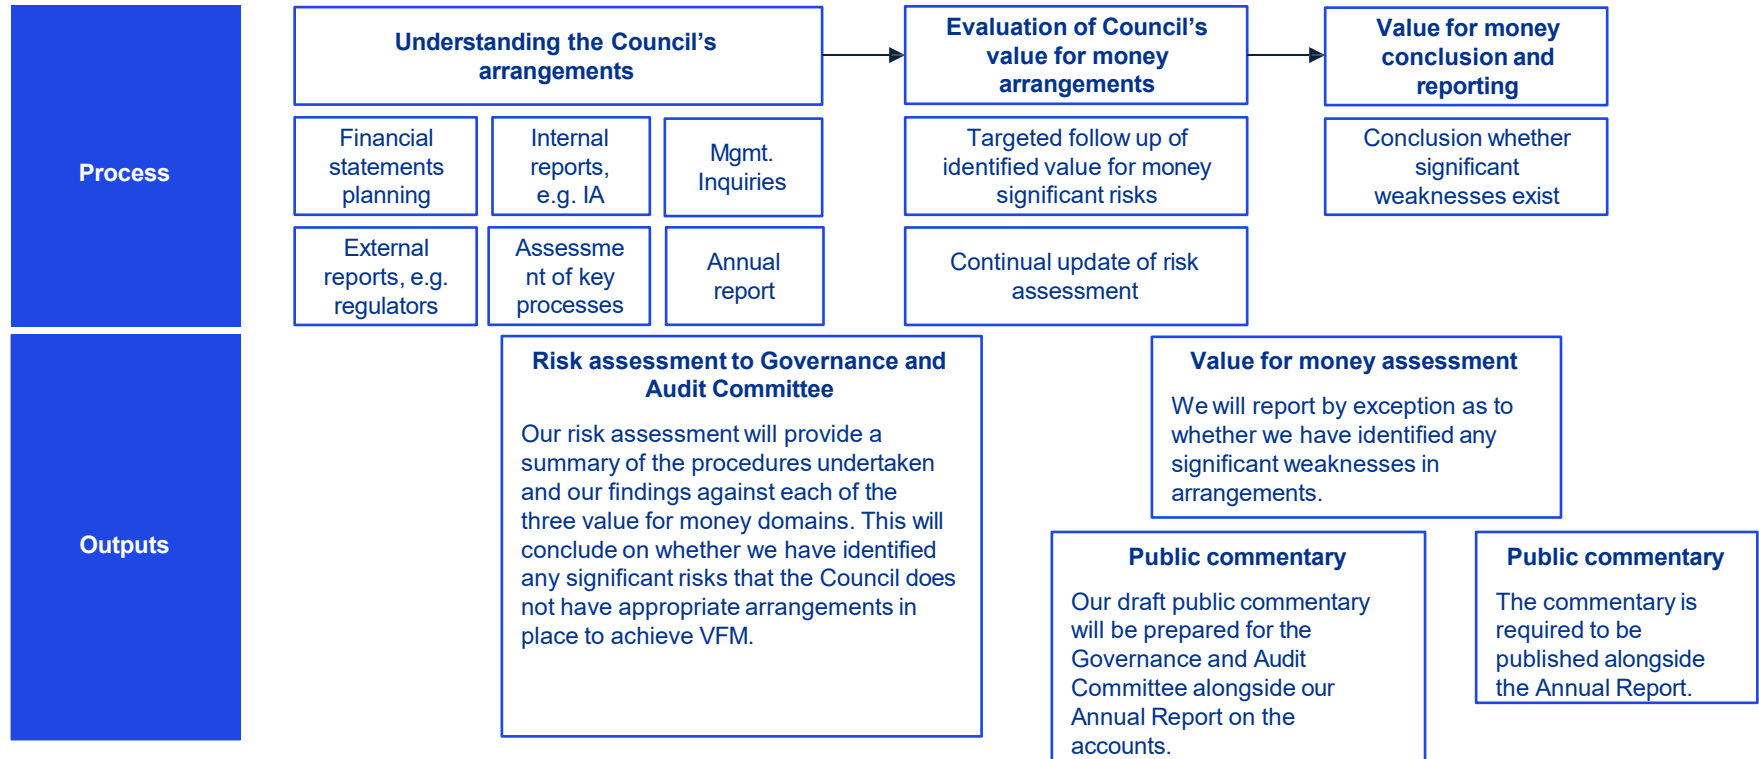 Process
Understanding the Council’s
arrangements
Evaluation of Council’s
value for money
arrangements
Value for money
conclusion and
reporting
Financial
statements
planning
Internal
reports,
e.g. IA
Mgmt.
Inquiries
Targeted follow up of
identified value for money
significant risks
Conclusion whether
significant
weaknesses exist
External
reports, e.g.
regulators
Assessme
nt of key
processes
Annual
report
Continual update of risk
assessment
Outputs
Risk assessment to Governance and
Audit Committee
Our risk assessment will provide a
summary of the procedures undertaken
and our findings against each of the
three value for money domains. This will
conclude on whether we have identified
any significant risks that the Council does
not have appropriate arrangements in
place to achieve VFM.
Value for money assessment
We will report by exception as to
whether we have identified any
significant weaknesses in
arrangements.
Public commentary
Our draft public commentary
will be prepared for the
Governance and Audit
Committee alongside our
Annual Report on the
accounts.
Public commentary
The commentary is
required to be
published alongside
the Annual Report.